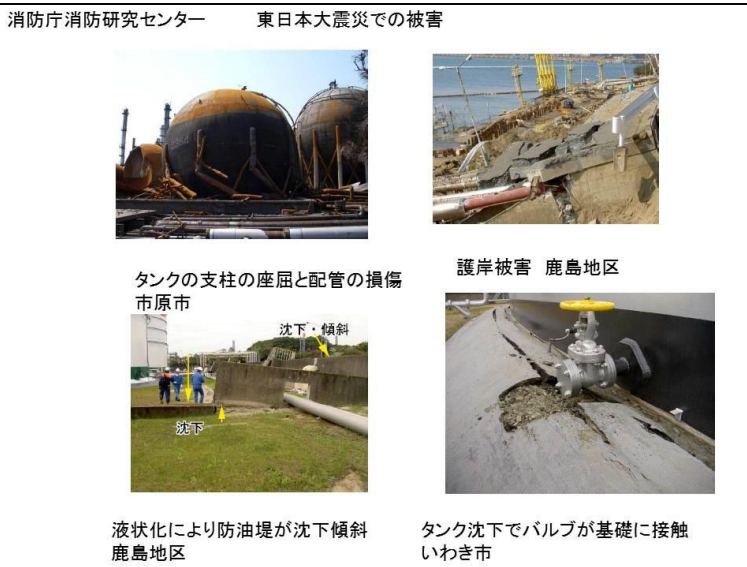 消防庁消防研究センター 東日本大震災での被害
タンクの支柱の座屈と配管の損傷
市原市
護岸被害 鹿島地区
沈下・傾斜
沈下
液状化により防油堤が沈下傾斜
鹿島地区
タンク沈下でバルブが基礎に接触
いわき市